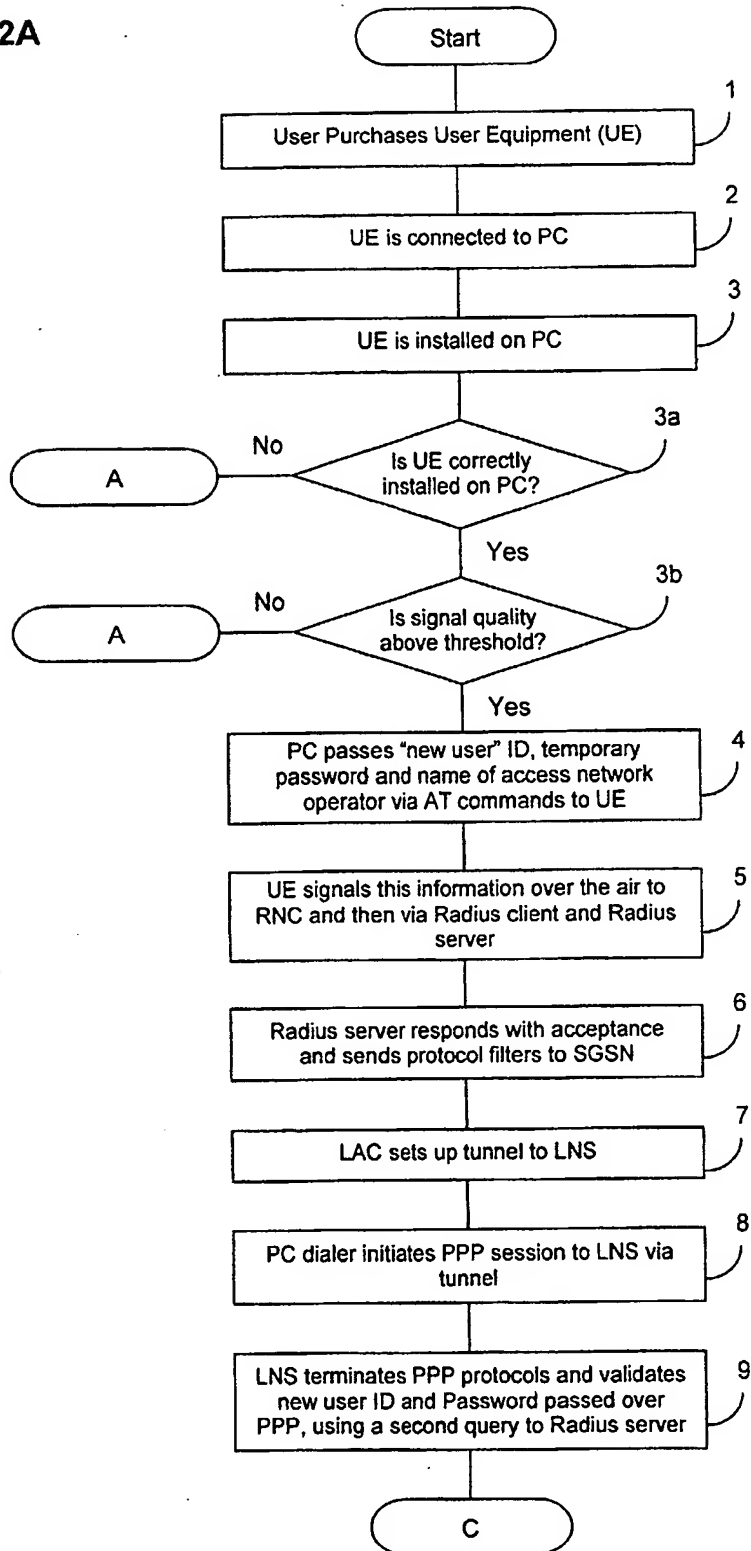 2A
Start
1
User Purchases User Equipment (UE)
2
UE is connected to PC
3
UE is installed on PC
3a
No
A
Is UE correctly
installed on PC?
Yes
3b
No
A
Is signal quality
above threshold?
Yes
4
PC passes "new user" ID, temporary
password and name of access network
operator via AT commands to UE
5
UE signals this information over the air to
RNC and then via Radius client and Radius
server
6
Radius server responds with acceptance
and sends protocol filters to SGSN
7
LAC sets up tunnel to LNS
8
PC dialer initiates PPP session to LNS via
tunnel
9
LNS terminates PPP protocols and validates
new user ID and Password passed over
PPP, using a second query to Radius server
C